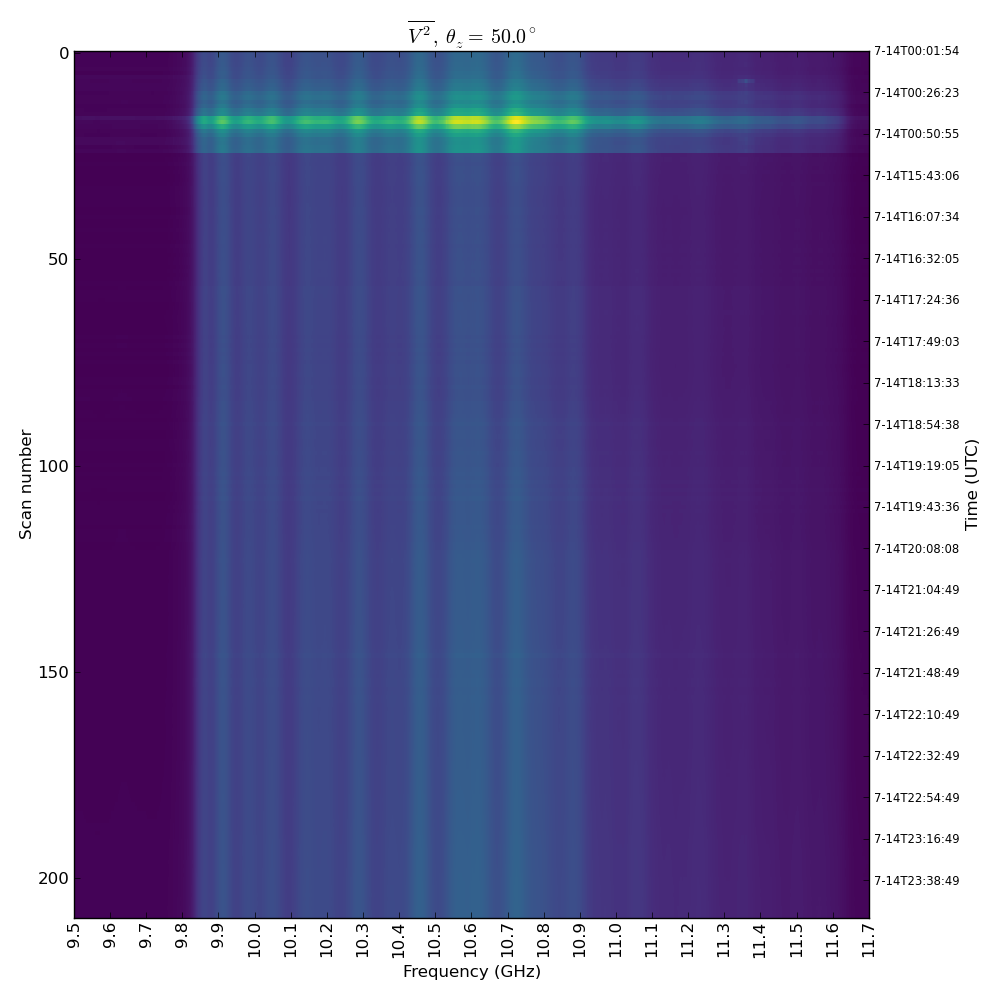 $\overline{V^2}$, $\theta_z = 50.0^\circ$
Scan number
0
50
100
150
200
7-14T00:01:54
7-14T00:26:23
7-14T00:50:55
7-14T15:43:06
7-14T16:07:34
7-14T16:32:05
7-14T17:24:36
7-14T17:49:03
7-14T18:13:33
7-14T18:54:38
7-14T19:19:05
7-14T19:43:36
7-14T20:08:08
7-14T21:04:49
7-14T21:26:49
7-14T21:48:49
7-14T22:10:49
7-14T22:32:49
7-14T22:54:49
7-14T23:16:49
7-14T23:38:49
Time (UTC)
9.5 9.6 9.7 9.8 9.9 10.0 10.1 10.2 10.3 10.4 10.5 10.6 10.7 10.8 10.9 11.0 11.1 11.2 11.3 11.4 11.5 11.6 11.7
Frequency (GHz)